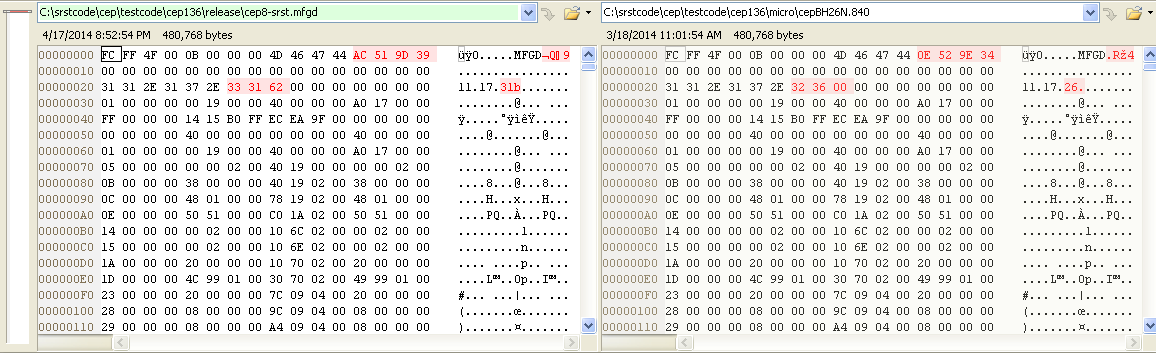 C:\srstcode\cep\testcode\cep136\release\cep8-srst.mfgd
4/17/2014 8:52:54 PM 480,768 bytes
00000000 FC FF 4F 00 0B 00 00 00 4D 46 47 44 AC 51 9D 39 üÿO.....MFGD¬Q¶9
00000010 00 00 00 00 00 00 00 00 00 00 00 00 00 00 00 00 ................
00000020 31 31 2E 31 37 2E 33 31 62 00 00 00 00 00 00 00 11.17.31b.......
00000030 01 00 00 00 19 00 00 40 00 00 00 A0 17 00 00
00000040 FF 00 00 00 14 15 B0 FF EC EA 9F 00 00 00 00 00
00000050 00 00 00 00 40 00 00 00 00 00 00 40 00 00 00
00000060 01 00 00 00 19 00 00 40 00 00 00 A0 17 00 00
00000070 05 00 00 00 00 00 02 00 40 19 00 00 00 00 02 00
00000080 0B 00 00 00 38 00 00 00 40 19 02 00 38 00 00 00
00000090 0C 00 00 00 48 01 00 00 78 19 02 00 48 01 00 00
000000A0 0E 00 00 00 50 51 00 00 C0 1A 02 00 50 51 00 00
000000B0 14 00 00 00 00 02 00 00 10 6C 02 00 00 02 00 00
000000C0 15 00 00 00 00 02 00 00 10 6E 02 00 00 02 00 00
000000D0 1A 00 00 00 20 00 00 00 10 70 02 00 20 00 00 00
000000E0 1D 00 00 00 4C 99 01 00 30 70 02 00 49 99 01 00
000000F0 23 00 00 00 20 00 00 00 7C 09 04 00 20 00 00 00
00000100 28 00 00 00 08 00 00 00 9C 09 04 00 08 00 00 00
00000110 29 00 00 00 08 00 00 00 A4 09 04 00 08 00 00 00
C:\srstcode\cep\testcode\cep136\micro\cepBH26N.840
3/18/2014 11:01:54 AM 480,768 bytes
00000000 FC FF 4F 00 0B 00 00 00 4D 46 47 44 0E 52 9E 34 üÿO.....MFGD.Rž4
00000010 00 00 00 00 00 00 00 00 00 00 00 00 00 00 00 00 ................
00000020 31 31 2E 31 37 2E 32 36 00 00 00 00 00 00 00 00 11.17.26........
00000030 01 00 00 00 19 00 00 40 00 00 00 A0 17 00 00
00000040 FF 00 00 00 14 15 B0 FF EC EA 9F 00 00 00 00 00
00000050 00 00 00 00 40 00 00 00 00 00 00 40 00 00 00
00000060 01 00 00 00 19 00 00 40 00 00 00 A0 17 00 00
00000070 05 00 00 00 00 00 02 00 40 19 00 00 00 00 02 00
00000080 0B 00 00 00 38 00 00 00 40 19 02 00 38 00 00 00
00000090 0C 00 00 00 48 01 00 00 78 19 02 00 48 01 00 00
000000A0 0E 00 00 00 50 51 00 00 C0 1A 02 00 50 51 00 00
000000B0 14 00 00 00 00 02 00 00 10 6C 02 00 00 02 00 00
000000C0 15 00 00 00 00 02 00 00 10 6E 02 00 00 02 00 00
000000D0 1A 00 00 00 20 00 00 00 10 70 02 00 20 00 00 00
000000E0 1D 00 00 00 4C 99 01 00 30 70 02 00 49 99 01 00
000000F0 23 00 00 00 20 00 00 00 7C 09 04 00 20 00 00 00
00000100 28 00 00 00 08 00 00 00 9C 09 04 00 08 00 00 00
00000110 29 00 00 00 08 00 00 00 A4 09 04 00 08 00 00 00